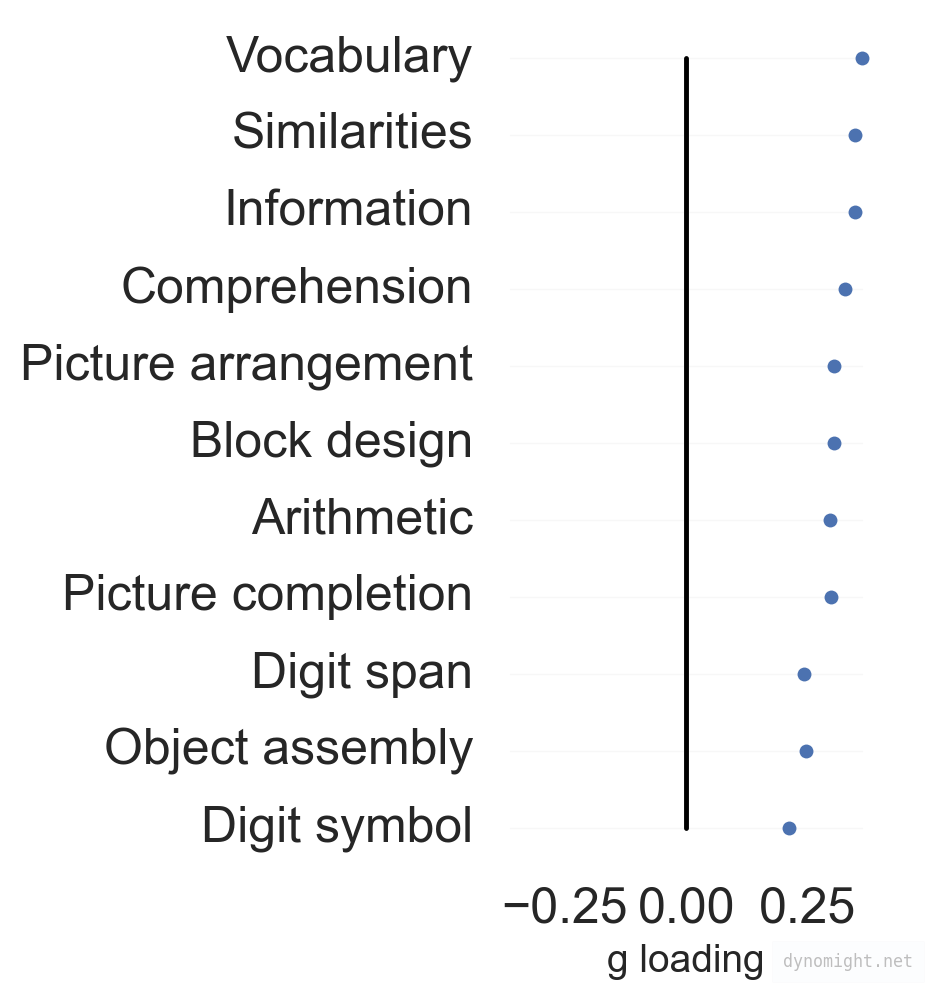 Vocabulary
Similarities
Information
Comprehension
Picture arrangement
Block design
Arithmetic
Picture completion
Digit span
Object assembly
Digit symbol
−0.25 0.00 0.25
g loading
dynomight.net